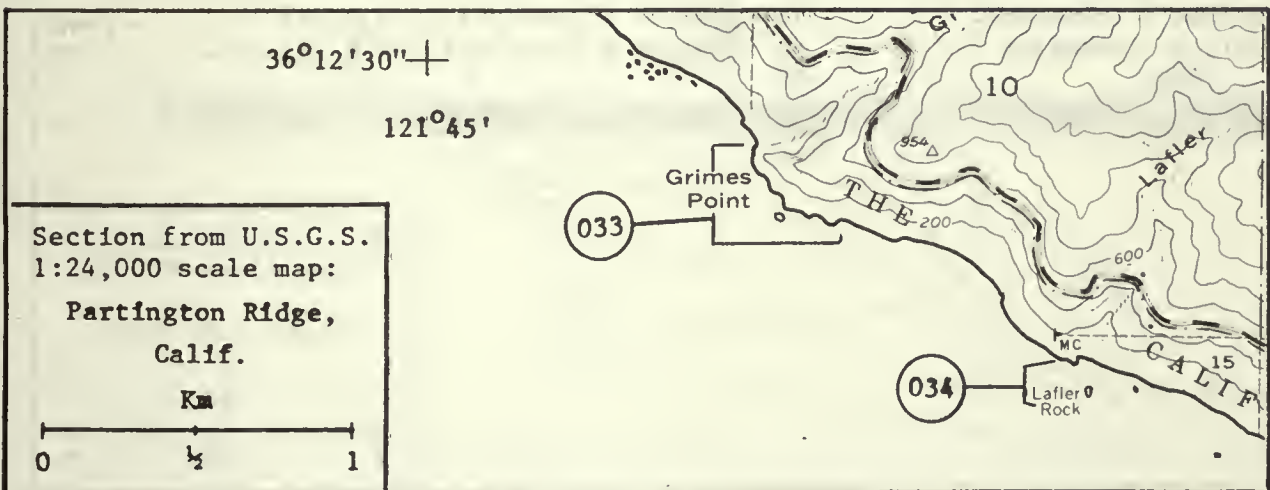 36°12'30"
121°45'
G
10
954
Lafler
Grimes
Point
THE
200
033
600
Section from U.S.G.S.
1:24,000 scale map:
Partington Ridge,
Calif.
Km
0 ½ 1
MC
CALIF
15
034
Lafler
Rock